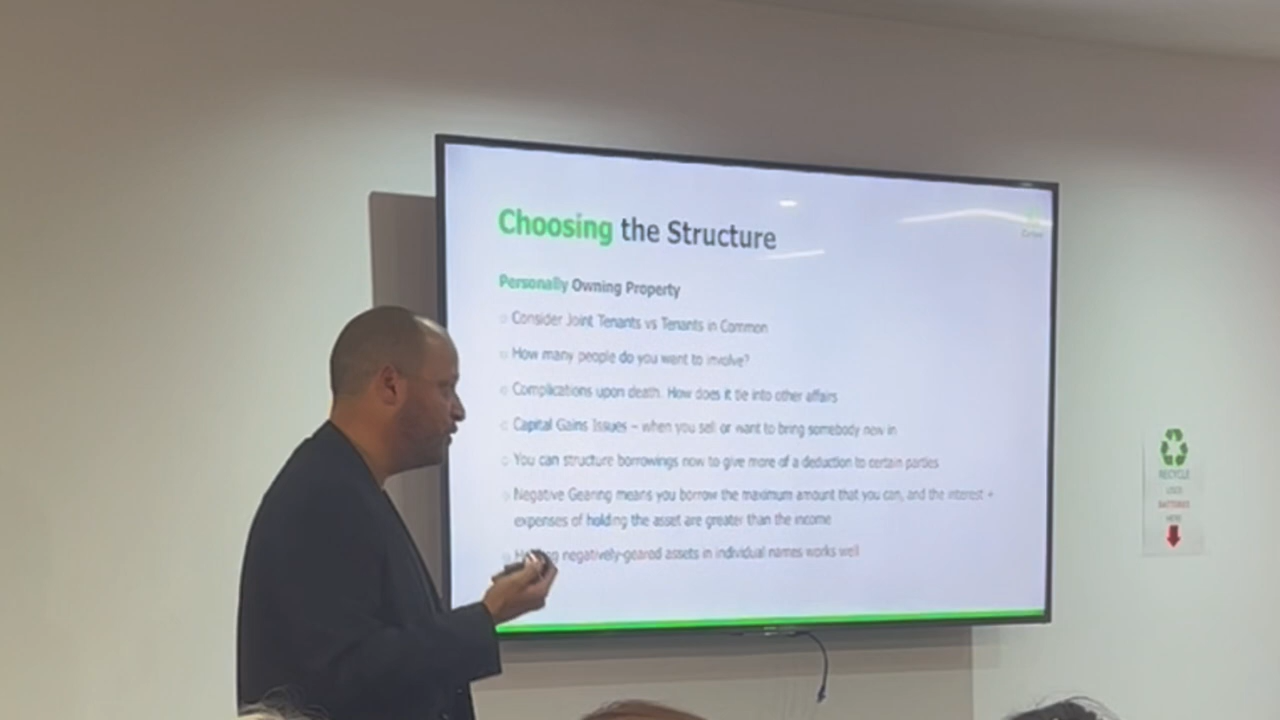 Choosing the Structure
Personally Owning Property
Consider Joint Tenants vs Tenants in Common
How many people do you want to involve?
Complications upon death. How does it tie into other affairs
Capital Gains Issues – when you sell or want to bring somebody new in
You can structure borrowings now to give more of a deduction to certain parties
Negative Gearing means you borrow the maximum amount that you can, and the interest +
expenses of holding the asset are greater than the income
negatively-geared assets in individual names works well
RECYCLE
USED
BATTERIES
HERE